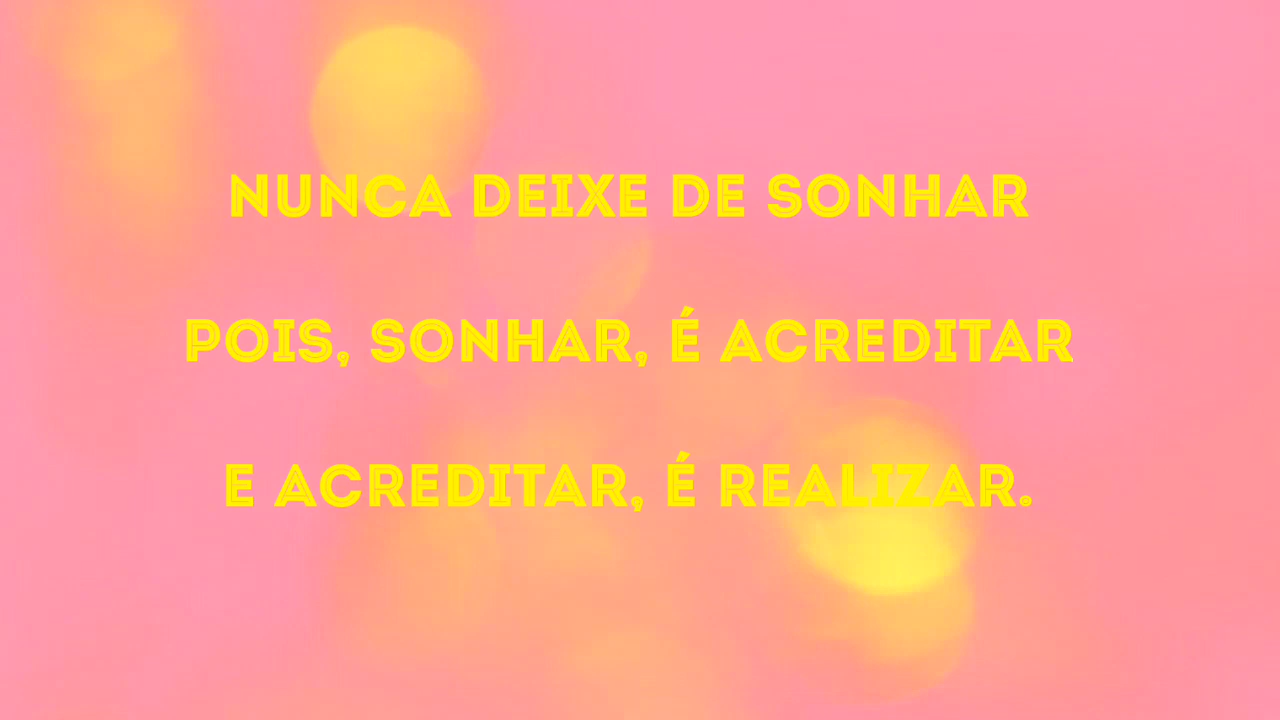 NUNCA DEIXE DE SONHAR
POIS, SONHAR, É ACREDITAR
E ACREDITAR, É REALIZAR.